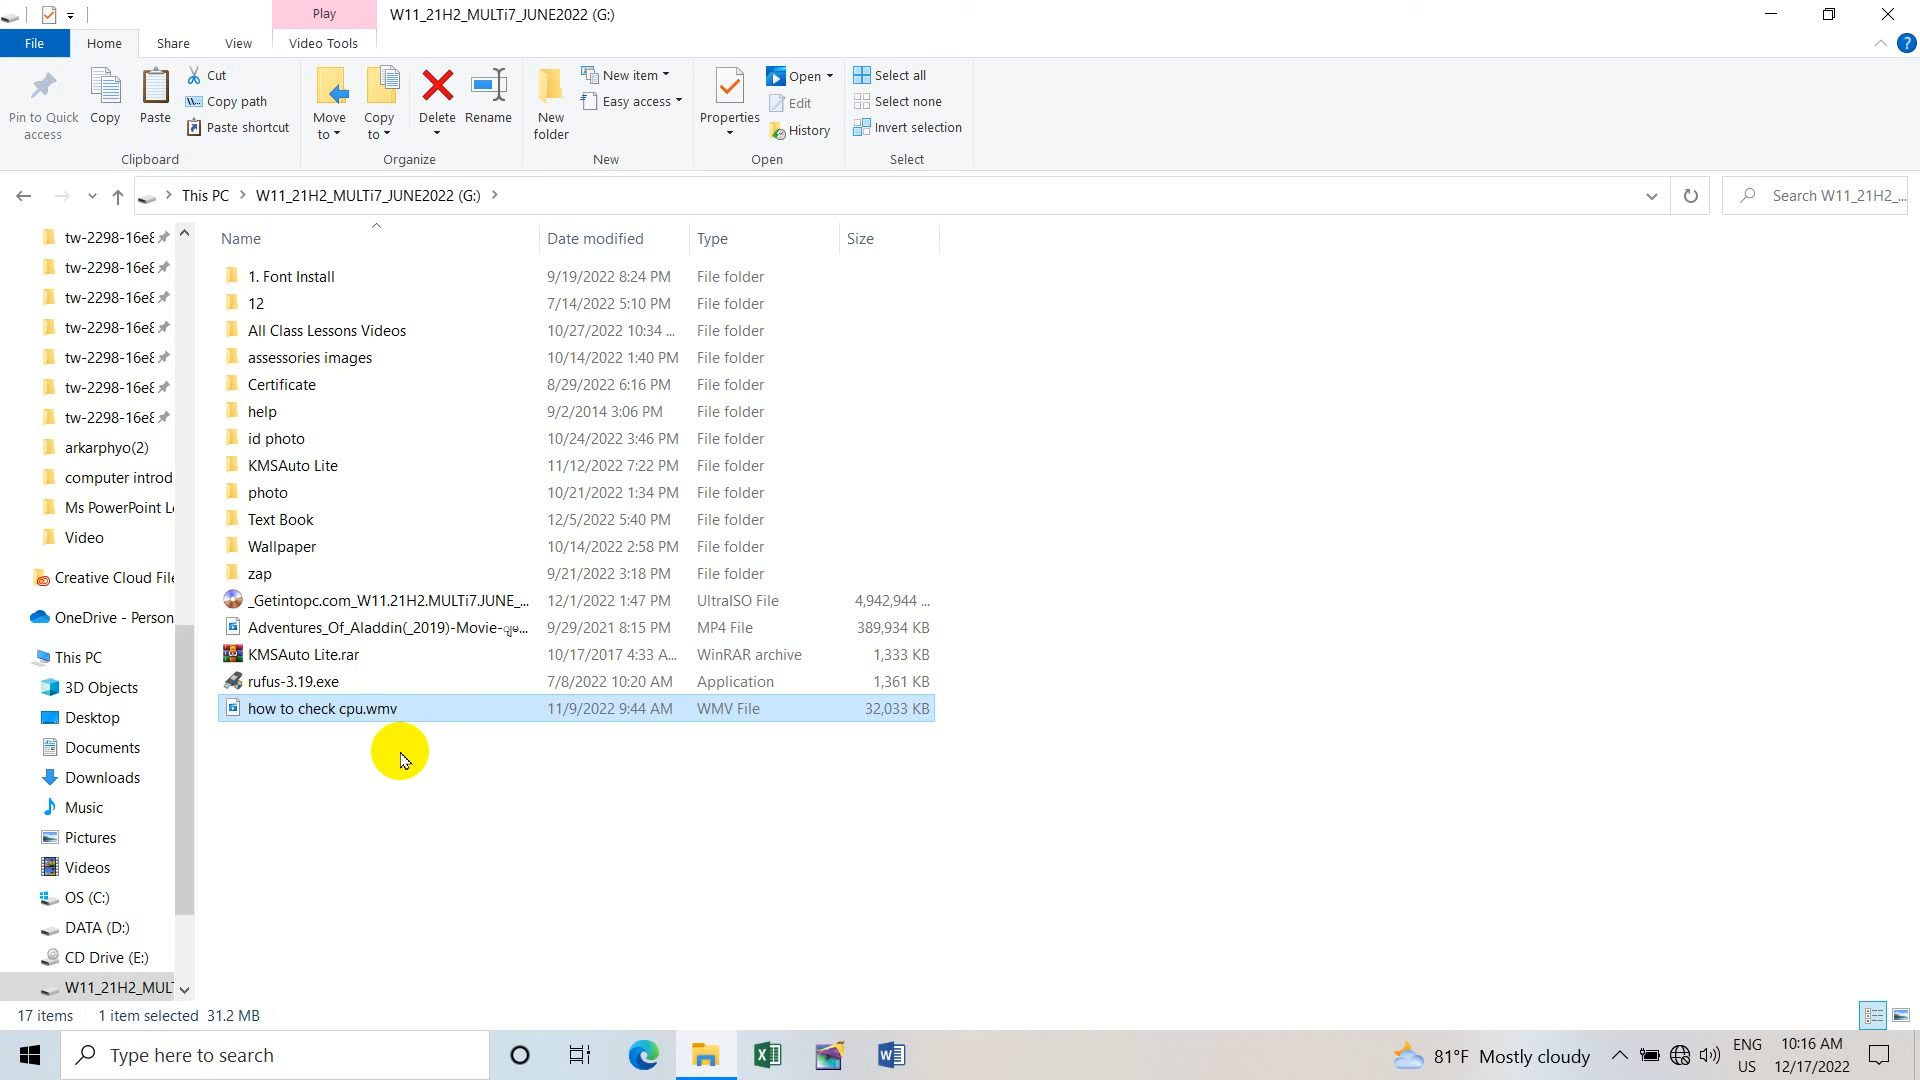 Play
W11_21H2_MULTi7_JUNE2022 (G:)
File Home Share View Video Tools
Pin to Quick access
Copy
Paste
Cut
Copy path
Paste shortcut
Clipboard
Move to
Copy to
Delete
Rename
Organize
New folder
New item
Easy access
New
Properties
Open
Edit
History
Open
Select all
Select none
Invert selection
Select
This PC W11_21H2_MULTi7_JUNE2022 (G:)
Search W11_21H2_...
tw-2298-16e8
tw-2298-16e8
tw-2298-16e8
tw-2298-16e8
tw-2298-16e8
tw-2298-16e8
tw-2298-16e8
arkarphyo(2)
computer introd
Ms PowerPoint Le
Video
Creative Cloud File
OneDrive - Person
This PC
3D Objects
Desktop
Documents
Downloads
Music
Pictures
Videos
OS (C:)
DATA (D:)
CD Drive (E:)
W11_21H2_MULT
Name Date modified Type Size
1. Font Install 9/19/2022 8:24 PM File folder
12 7/14/2022 5:10 PM File folder
All Class Lessons Videos 10/27/2022 10:34 ... File folder
assessories images 10/14/2022 1:40 PM File folder
Certificate 8/29/2022 6:16 PM File folder
help 9/2/2014 3:06 PM File folder
id photo 10/24/2022 3:46 PM File folder
KMSAuto Lite 11/12/2022 7:22 PM File folder
photo 10/21/2022 1:34 PM File folder
Text Book 12/5/2022 5:40 PM File folder
Wallpaper 10/14/2022 2:58 PM File folder
zap 9/21/2022 3:18 PM File folder
_Getintopc.com_W11.21H2.MULTi7.JUNE_... 12/1/2022 1:47 PM UltraISO File 4,942,944 ...
Adventures_Of_Aladdin(_2019)-Movie-... 9/29/2021 8:15 PM MP4 File 389,934 KB
KMSAuto Lite.rar 10/17/2017 4:33 A... WinRAR archive 1,333 KB
rufus-3.19.exe 7/8/2022 10:20 AM Application 1,361 KB
how to check cpu.wmv 11/9/2022 9:44 AM WMV File 32,033 KB
17 items 1 item selected 31.2 MB
Type here to search
81°F Mostly cloudy
ENG
US
10:16 AM
12/17/2022